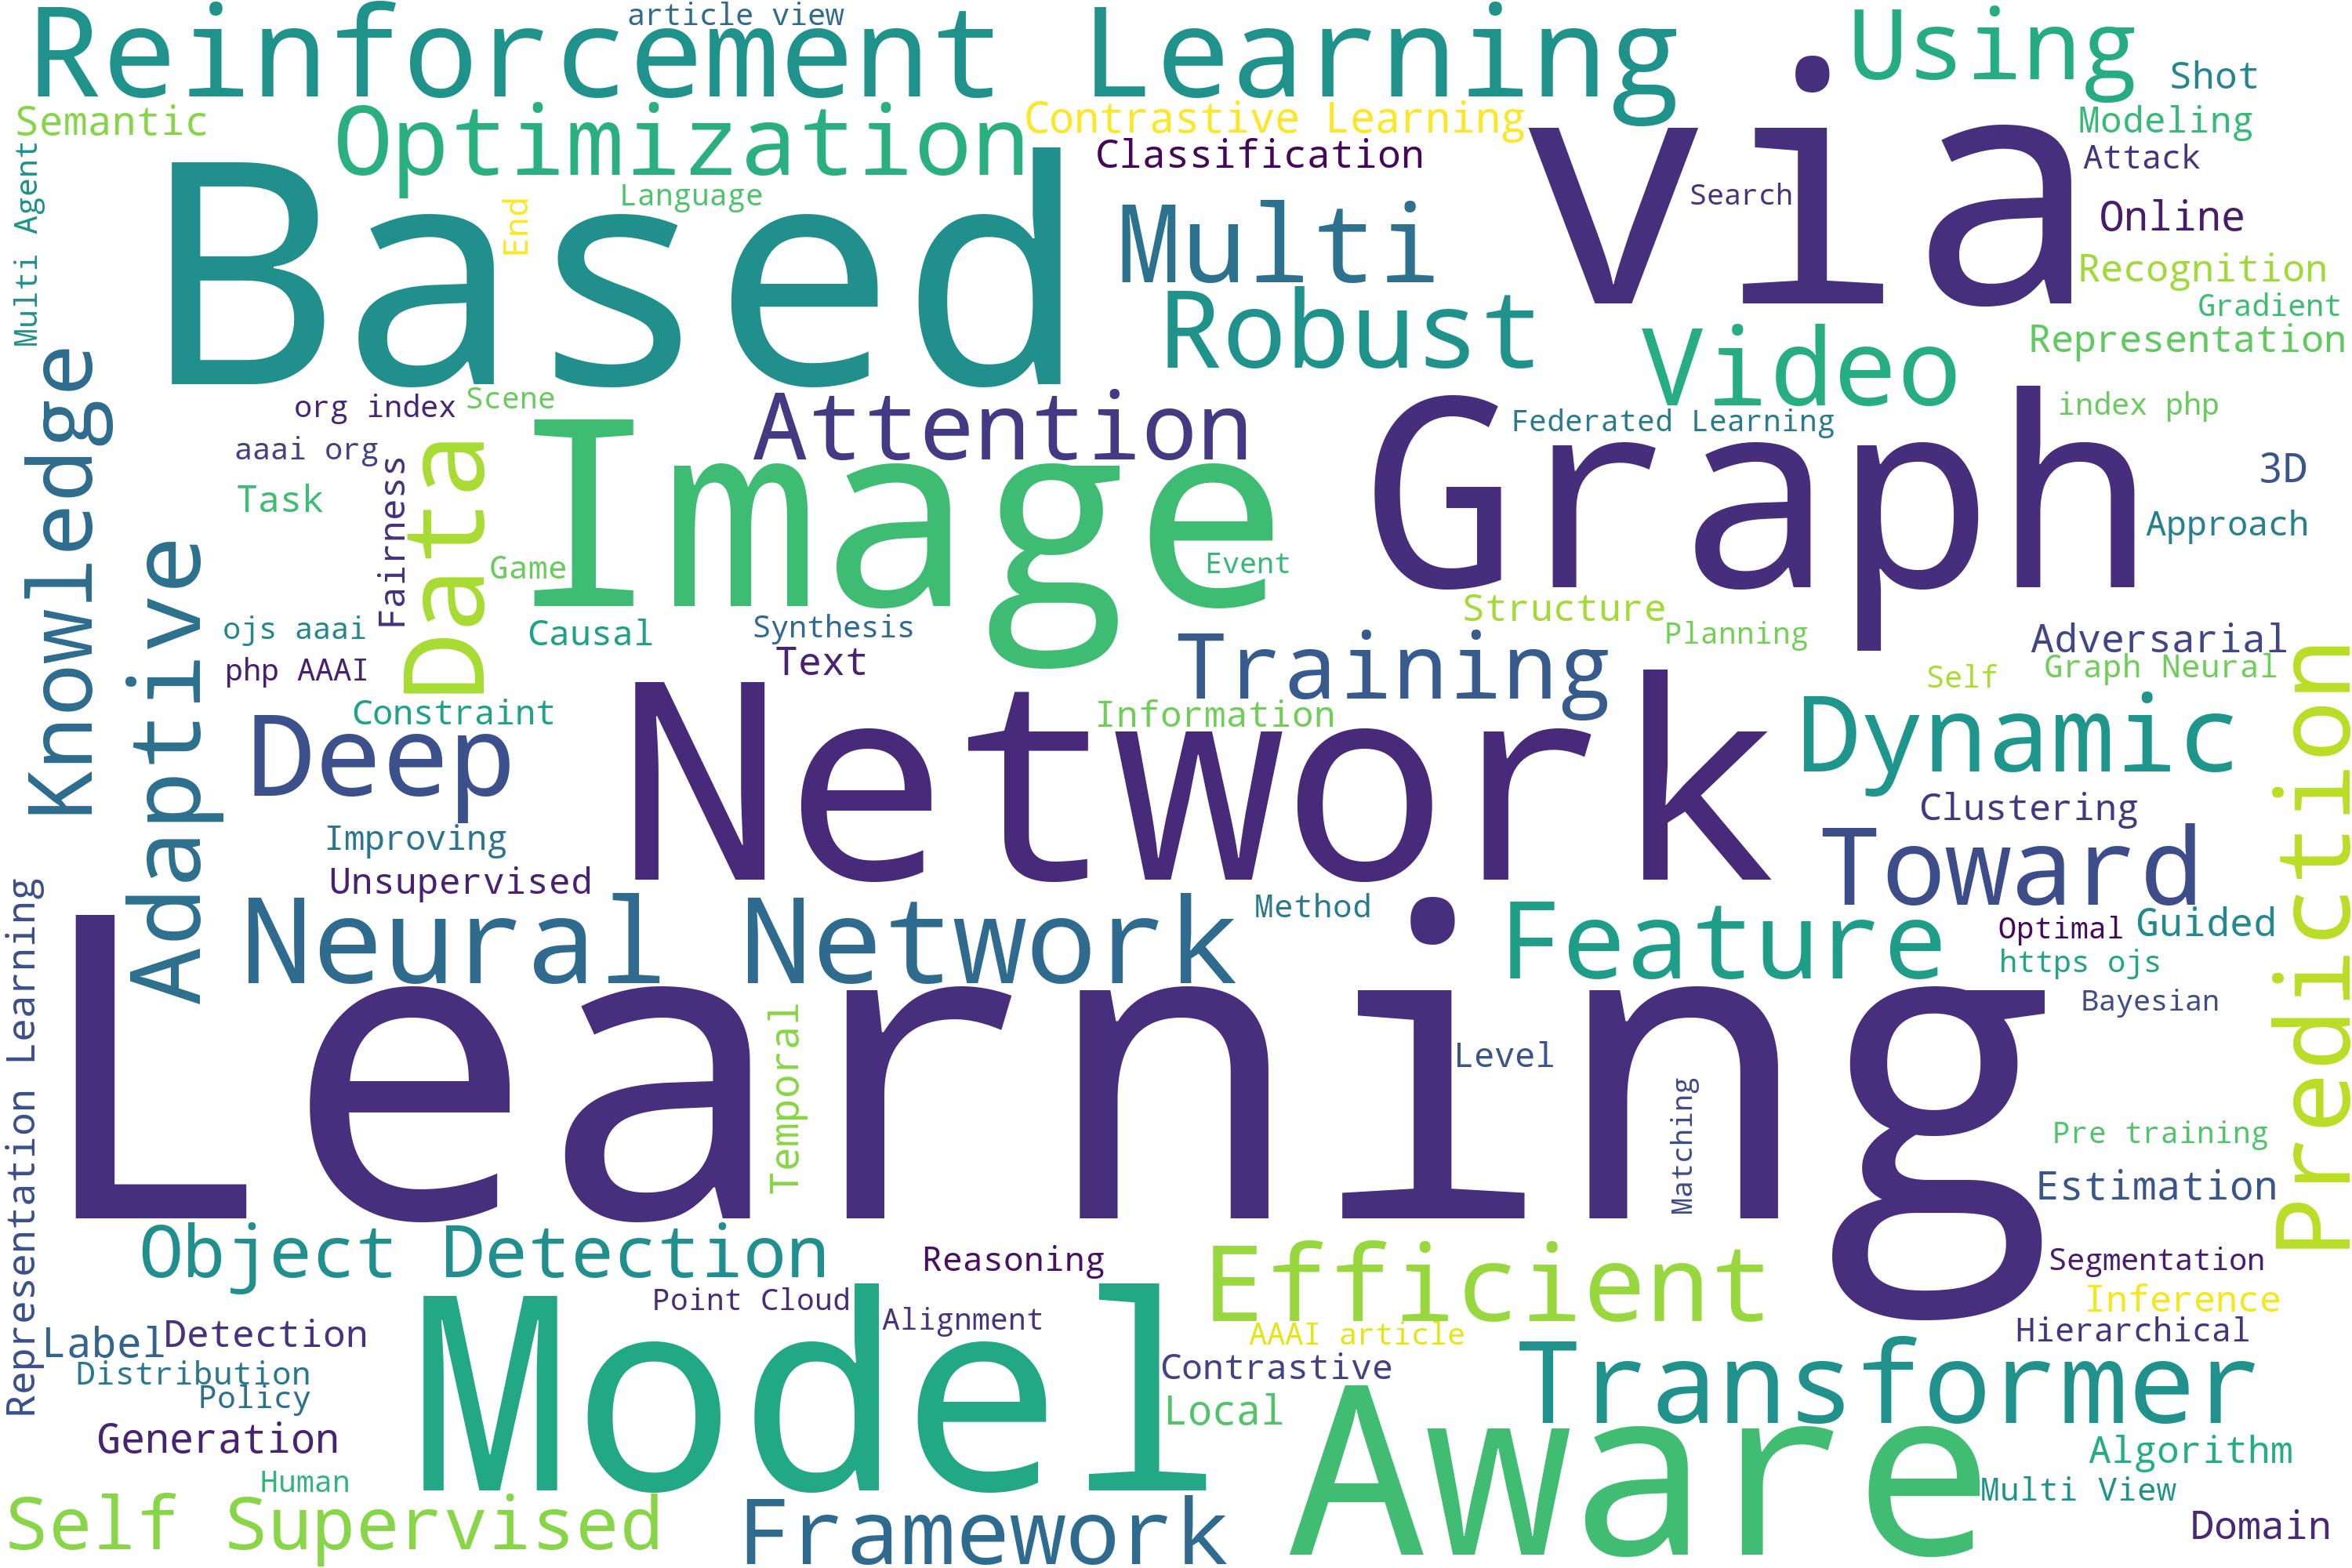 Reinforcement Learning
article view
Using
Shot
Semantic
Optimization
Contrastive Learning
Classification
via
Modeling
Attack
Multi Agent
Based
Language
End
Multi
Search
Online
Robust
Recognition
Gradient
Video
Representation
Knowledge
org index
Scene
Attention
Graph
Federated Learning
index php
aaai org
Data
Image
3D
Task
Fairness
Approach
Adaptive
Game
Event
ojs aaai
Causal
Synthesis
Structure
Planning
Adversarial
php AAAI
Text
Training
Self
Graph Neural
Prediction
Constraint
Deep
Network
Information
Dynamic
Improving
Clustering
Unsupervised
Toward
Representation Learning
Neural Network
Method
Feature
Optimal
Guided
https ojs
Learning
Temporal
Bayesian
Level
Matching
Pre training
Estimation
Object Detection
Reasoning
Efficient
Segmentation
Point Cloud
Inference
Label
Detection
Model
Alignment
AAAI article
Hierarchical
Distribution
Contrastive
Transformer
Policy
Local
Aware
Generation
Algorithm
Human
Multi View
Self Supervised
Framework
Domain